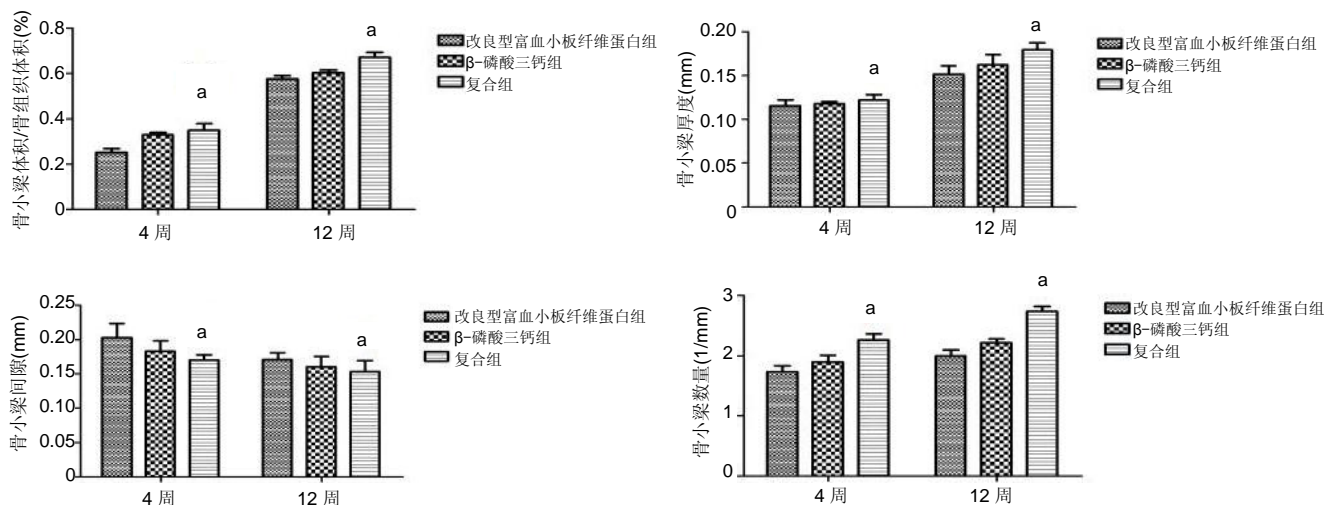 骨小梁体积/骨组织体积(%)
0.8
0.6
0.4
0.2
0
a
a
4 周
12 周
改良型富血小板纤维蛋白组
β-磷酸三钙组
复合组
骨小梁厚度(mm)
0.20
0.15
0.10
0.05
0
a
a
4 周
12 周
改良型富血小板纤维蛋白组
β-磷酸三钙组
复合组
骨小梁间隙(mm)
0.25
0.20
0.15
0.10
0.05
0
a
a
4 周
12 周
改良型富血小板纤维蛋白组
β-磷酸三钙组
复合组
骨小梁数量(1/mm)
3
2
1
0
a
a
4 周
12 周
改良型富血小板纤维蛋白组
β-磷酸三钙组
复合组